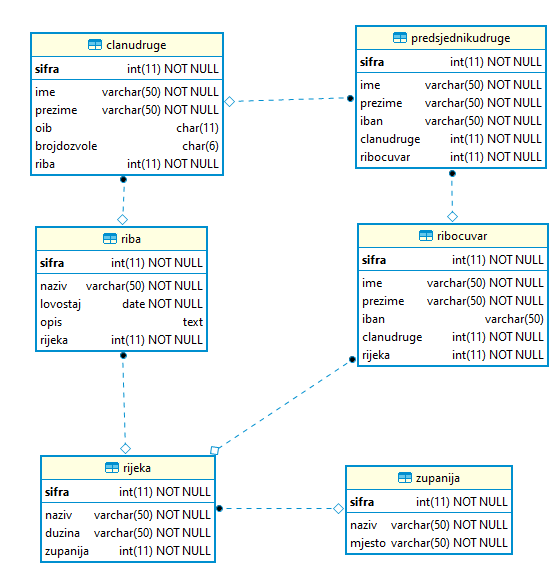 clanudruge
sifra int(11) NOT NULL
ime varchar(50) NOT NULL
prezime varchar(50) NOT NULL
oib char(11)
brojdozvole char(6)
riba int(11) NOT NULL
predsjednikudruge
sifra int(11) NOT NULL
ime varchar(50) NOT NULL
prezime varchar(50) NOT NULL
iban varchar(50) NOT NULL
clanudruge int(11) NOT NULL
ribocuvar int(11) NOT NULL
riba
sifra int(11) NOT NULL
naziv varchar(50) NOT NULL
lovostaj date NOT NULL
opis text
rijeka int(11) NOT NULL
ribocuvar
sifra int(11) NOT NULL
ime varchar(50) NOT NULL
prezime varchar(50) NOT NULL
iban varchar(50)
clanudruge int(11) NOT NULL
rijeka int(11) NOT NULL
rijeka
sifra int(11) NOT NULL
naziv varchar(50) NOT NULL
duzina varchar(50) NOT NULL
zupanija int(11) NOT NULL
zupanija
sifra int(11) NOT NULL
naziv varchar(50) NOT NULL
mjesto varchar(50) NOT NULL